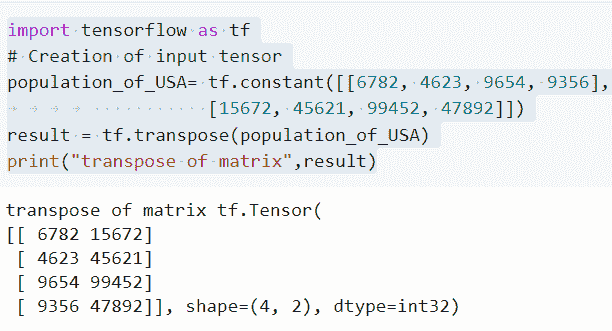 import tensorflow as tf
# Creation of input tensor
population_of_USA= tf.constant([[6782, 4623, 9654, 9356],
[15672, 45621, 99452, 47892]])
result = tf.transpose(population_of_USA)
print("transpose of matrix",result)
transpose of matrix tf.Tensor(
[[ 6782 15672]
 [ 4623 45621]
 [ 9654 99452]
 [ 9356 47892]], shape=(4, 2), dtype=int32)